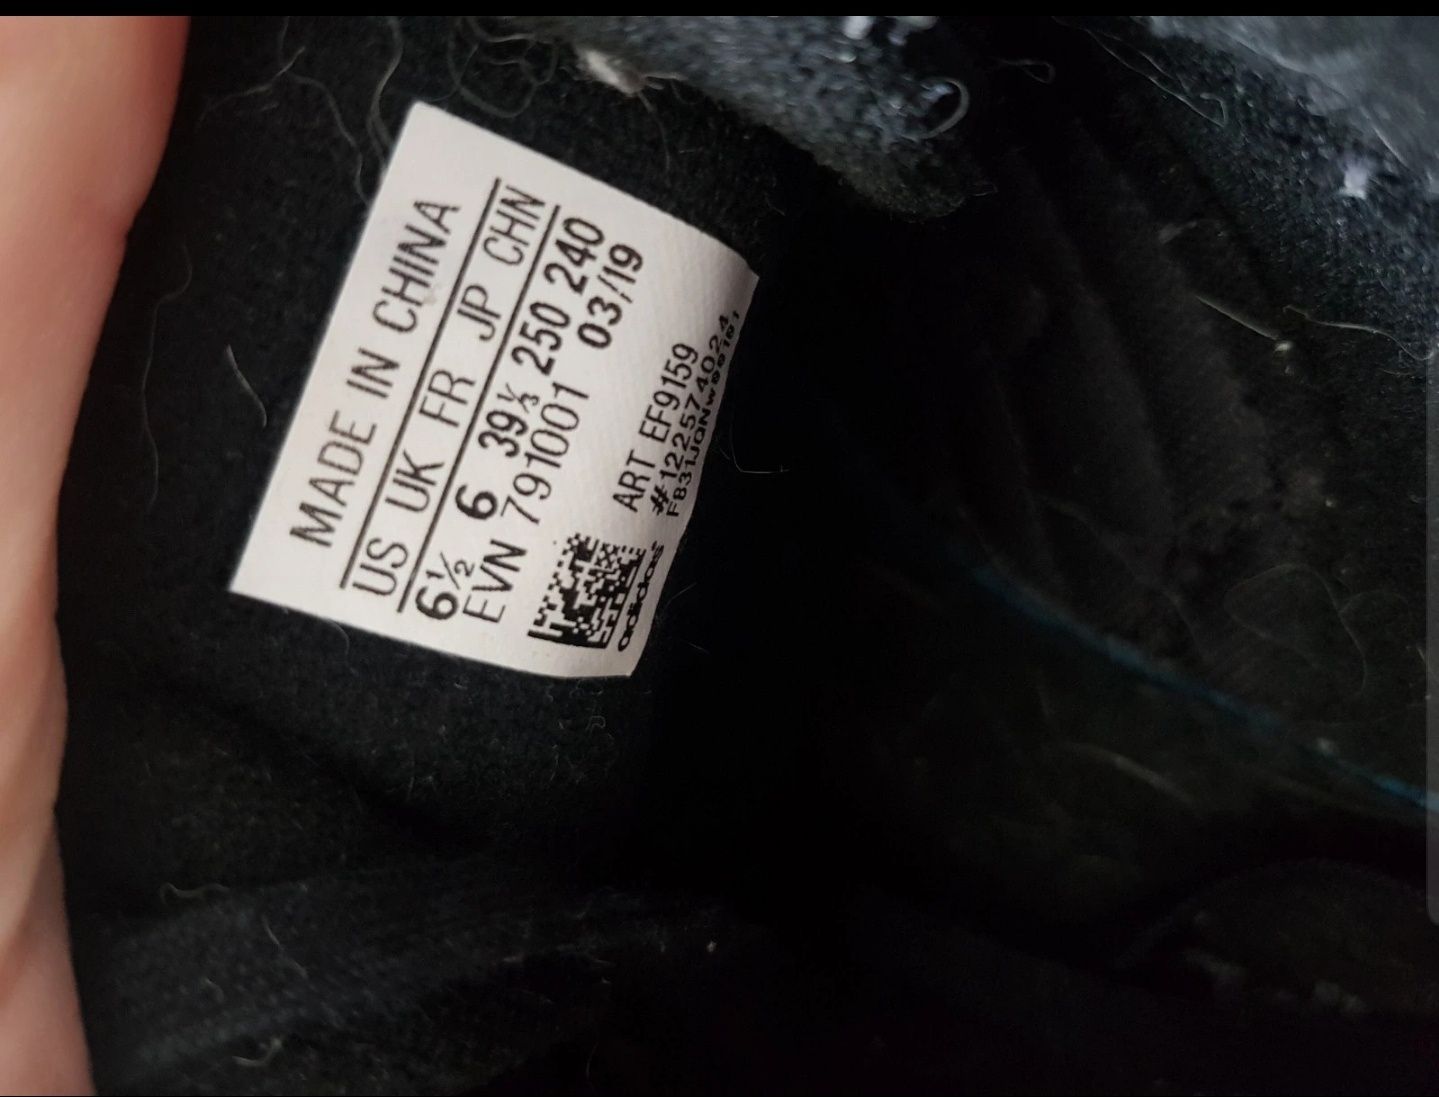 MADE IN CHINA
US UK FR JP CHN
6½ 6 39⅓ 250 240
EVN 791001 03/19
ART EF9159
#122574024
adidas